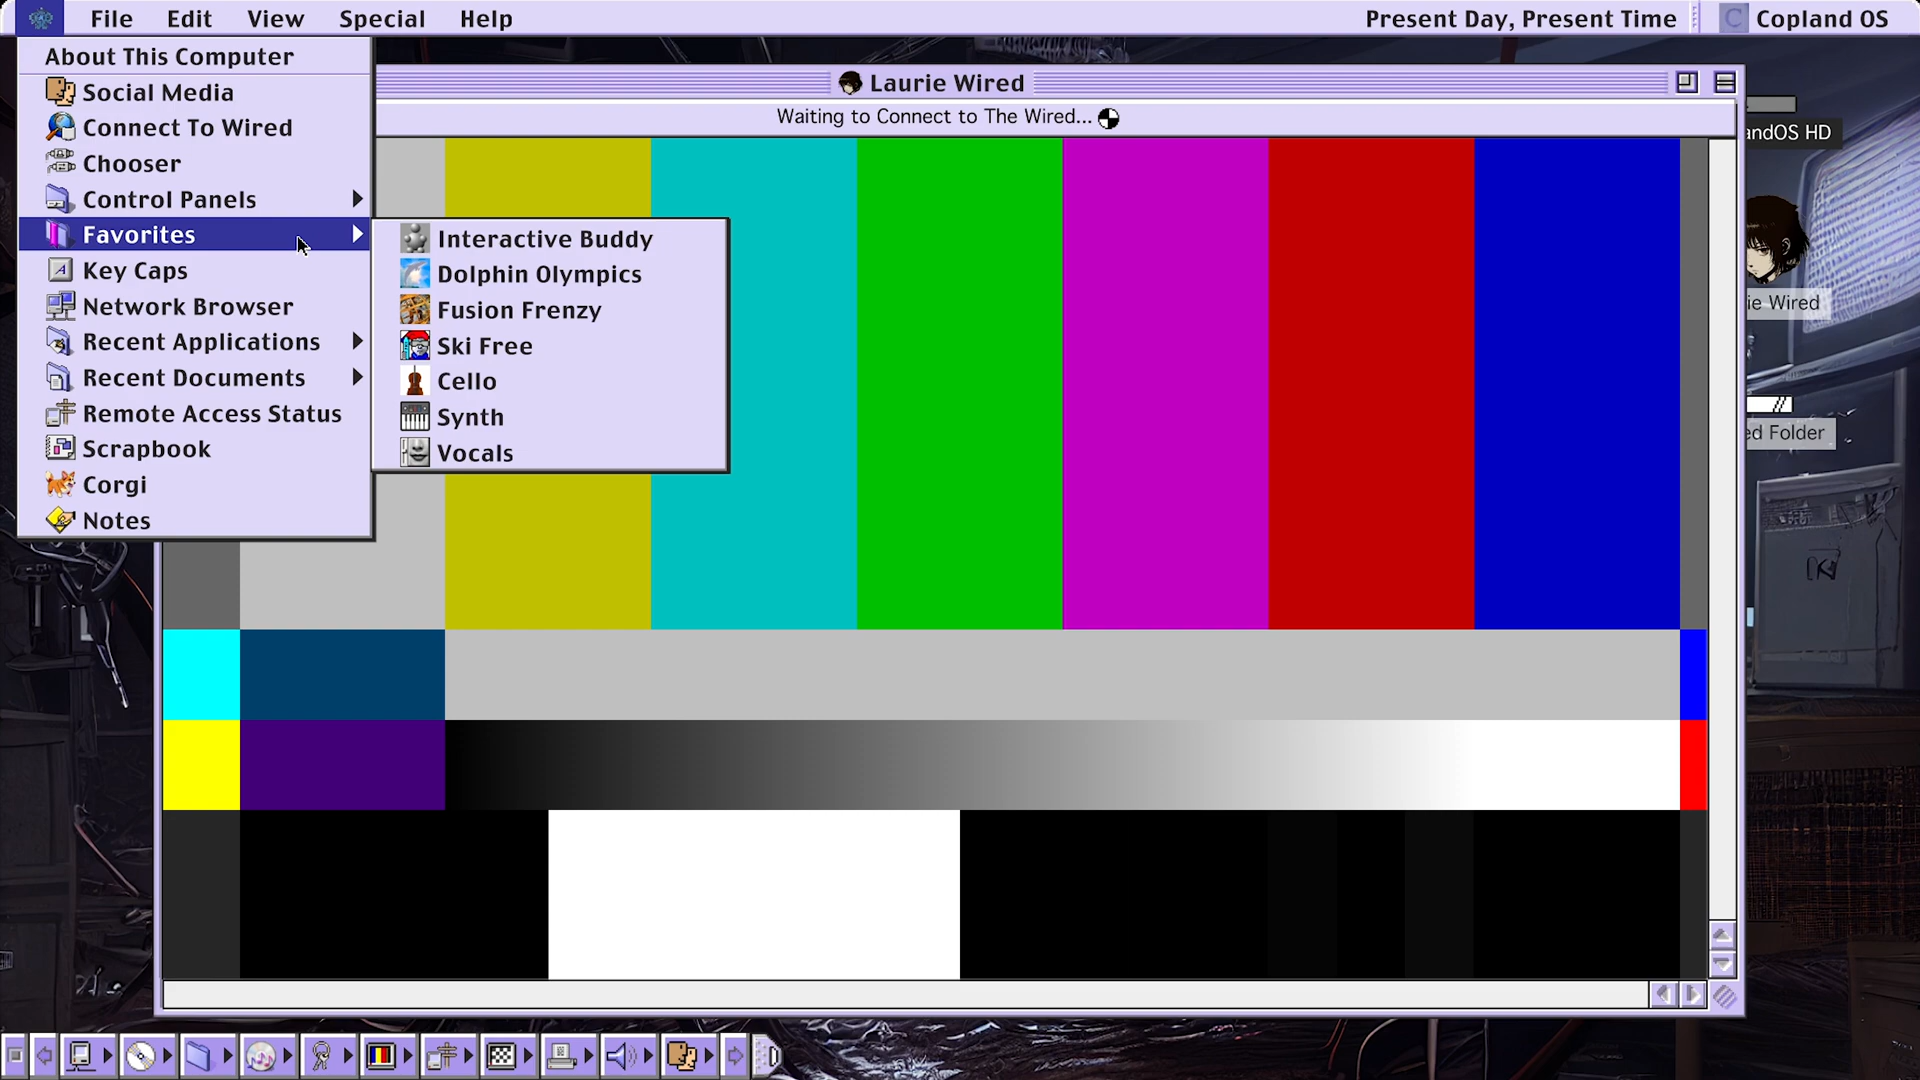 File Edit View Special Help Present Day, Present Time Copland OS
About This Computer
Social Media
Connect To Wired
Chooser
Control Panels
Favorites
Key Caps
Network Browser
Recent Applications
Recent Documents
Remote Access Status
Scrapbook
Corgi
Notes
Interactive Buddy
Dolphin Olympics
Fusion Frenzy
Ski Free
Cello
Synth
Vocals
Laurie Wired
Waiting to Connect to The Wired...
andOS HD
ie Wired
ed Folder